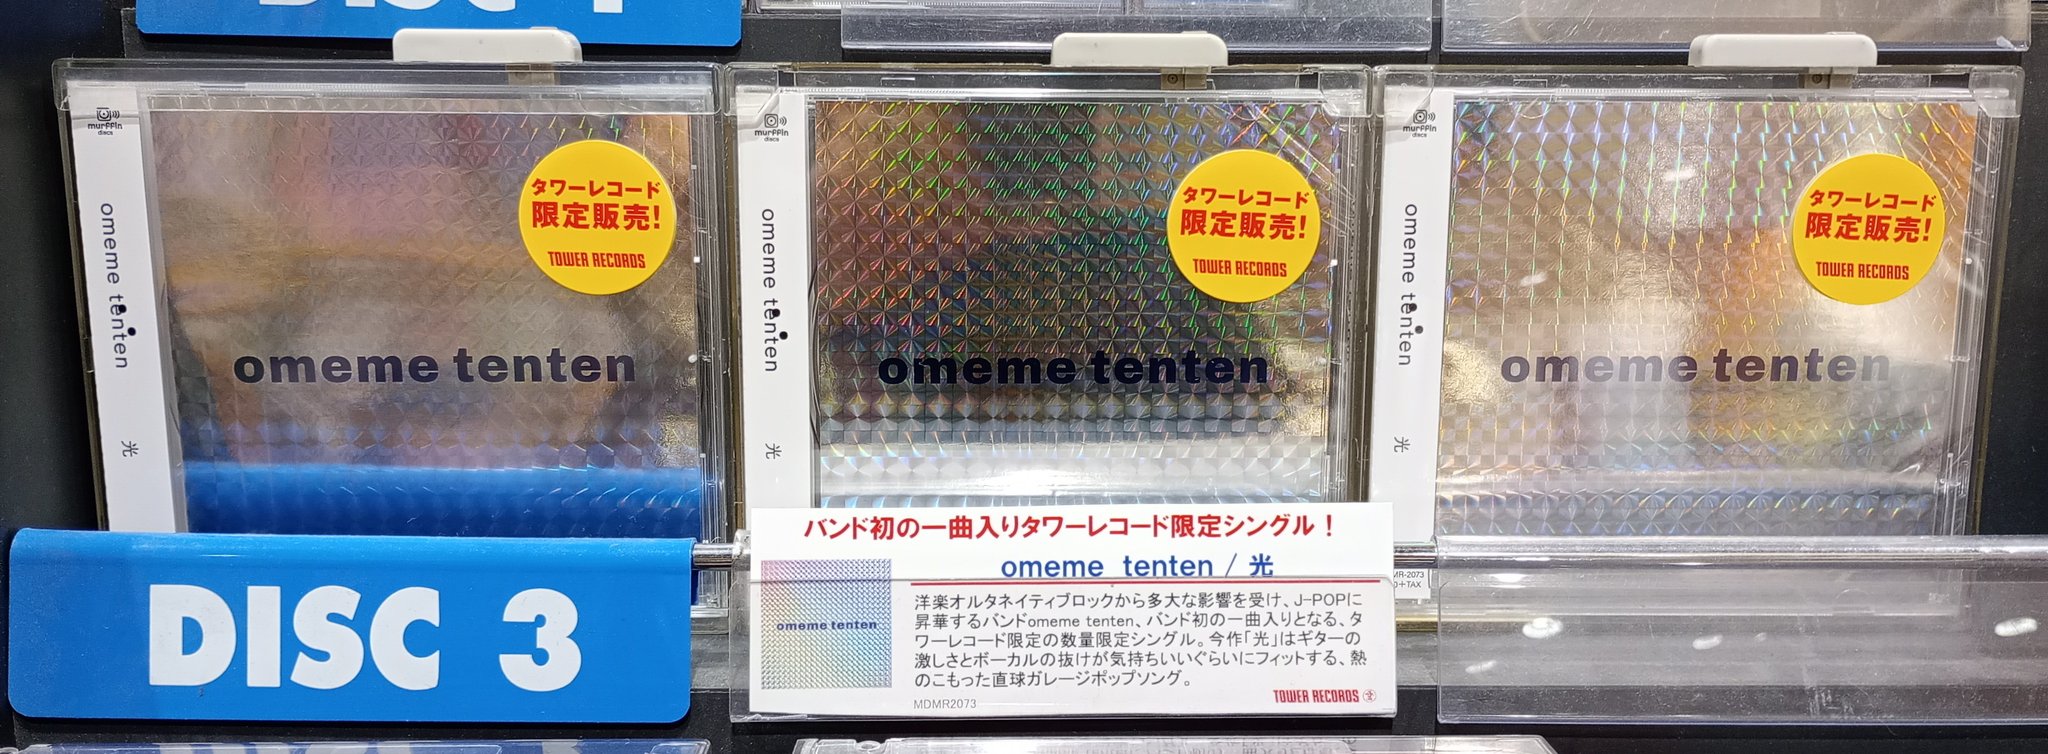 murffin
discs
omeme tenten
光
タワーレコード
限定販売!
TOWER RECORDS
omeme tenten
murffin
discs
omeme tenten
光
タワーレコード
限定販売!
TOWER RECORDS
omeme tenten
murffin
discs
omeme tenten
光
タワーレコード
限定販売!
TOWER RECORDS
omeme tenten
DISC 3
バンド初の一曲入りタワーレコード限定シングル！
omeme tenten / 光
omeme tenten
洋楽オルタネイティブロックから多大な影響を受け、J-POPに
昇華するバンドomeme tenten、バンド初の一曲入りとなる、タ
ワーレコード限定の数量限定シングル。今作「光」はギターの
激しさとボーカルの抜けが気持ちいいぐらいにフィットする、熱
のこもった直球ガレージポップソング。
MDMR2073
TOWER RECORDS
MR-2073
+TAX